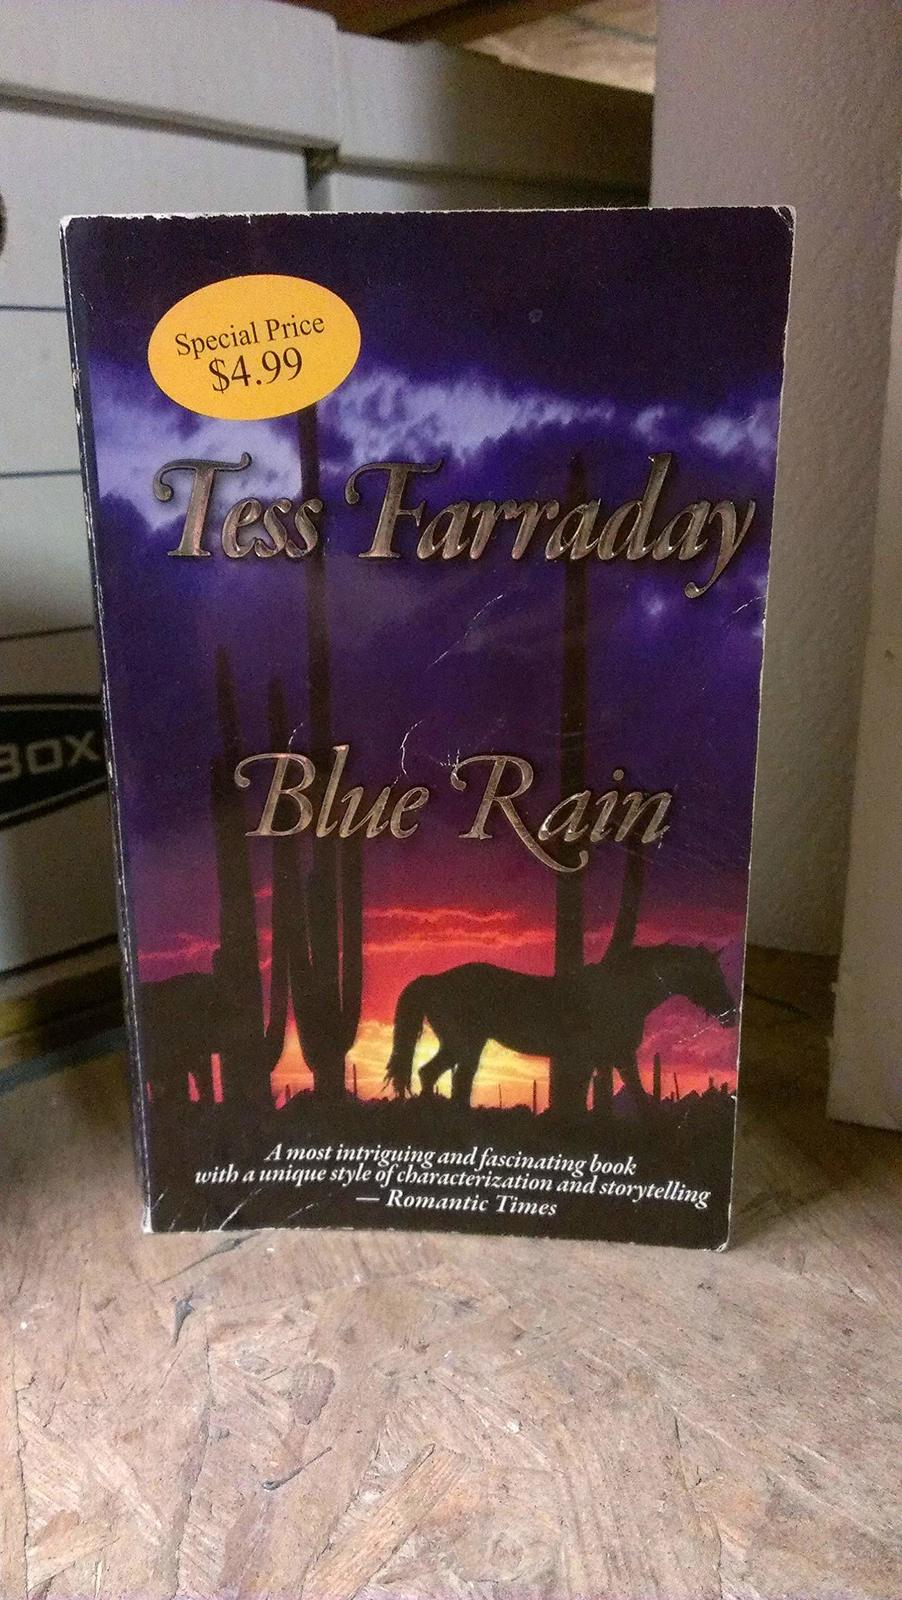 Special Price
$4.99
Tess Farraday
Blue Rain
A most intriguing and fascinating book
with a unique style of characterization and storytelling
— Romantic Times
BOX